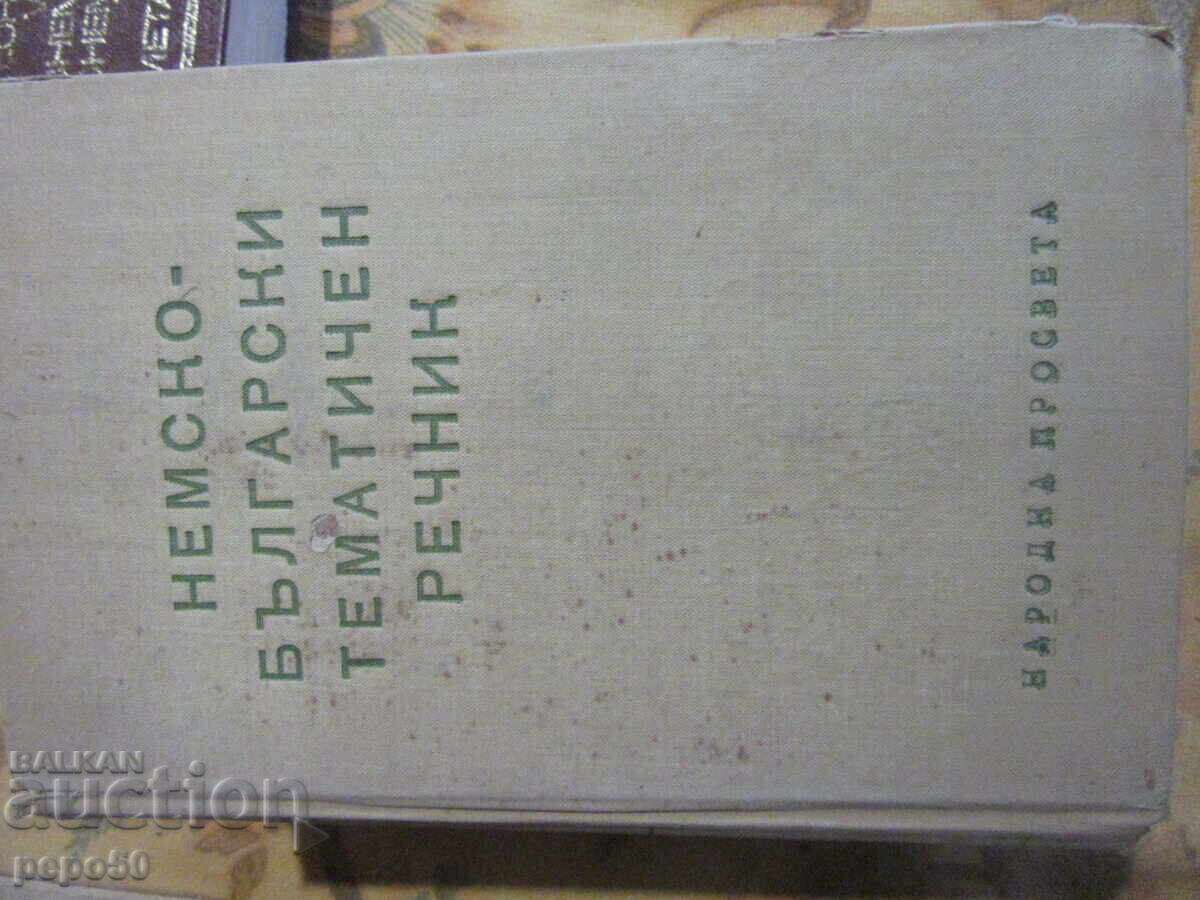 НЕМСКО-
БЪЛГАРСКИ
ТЕМАТИЧЕН
РЕЧНИК
НАРОДНА ПРОСВЕТА
BALKAN
auction
pepo50